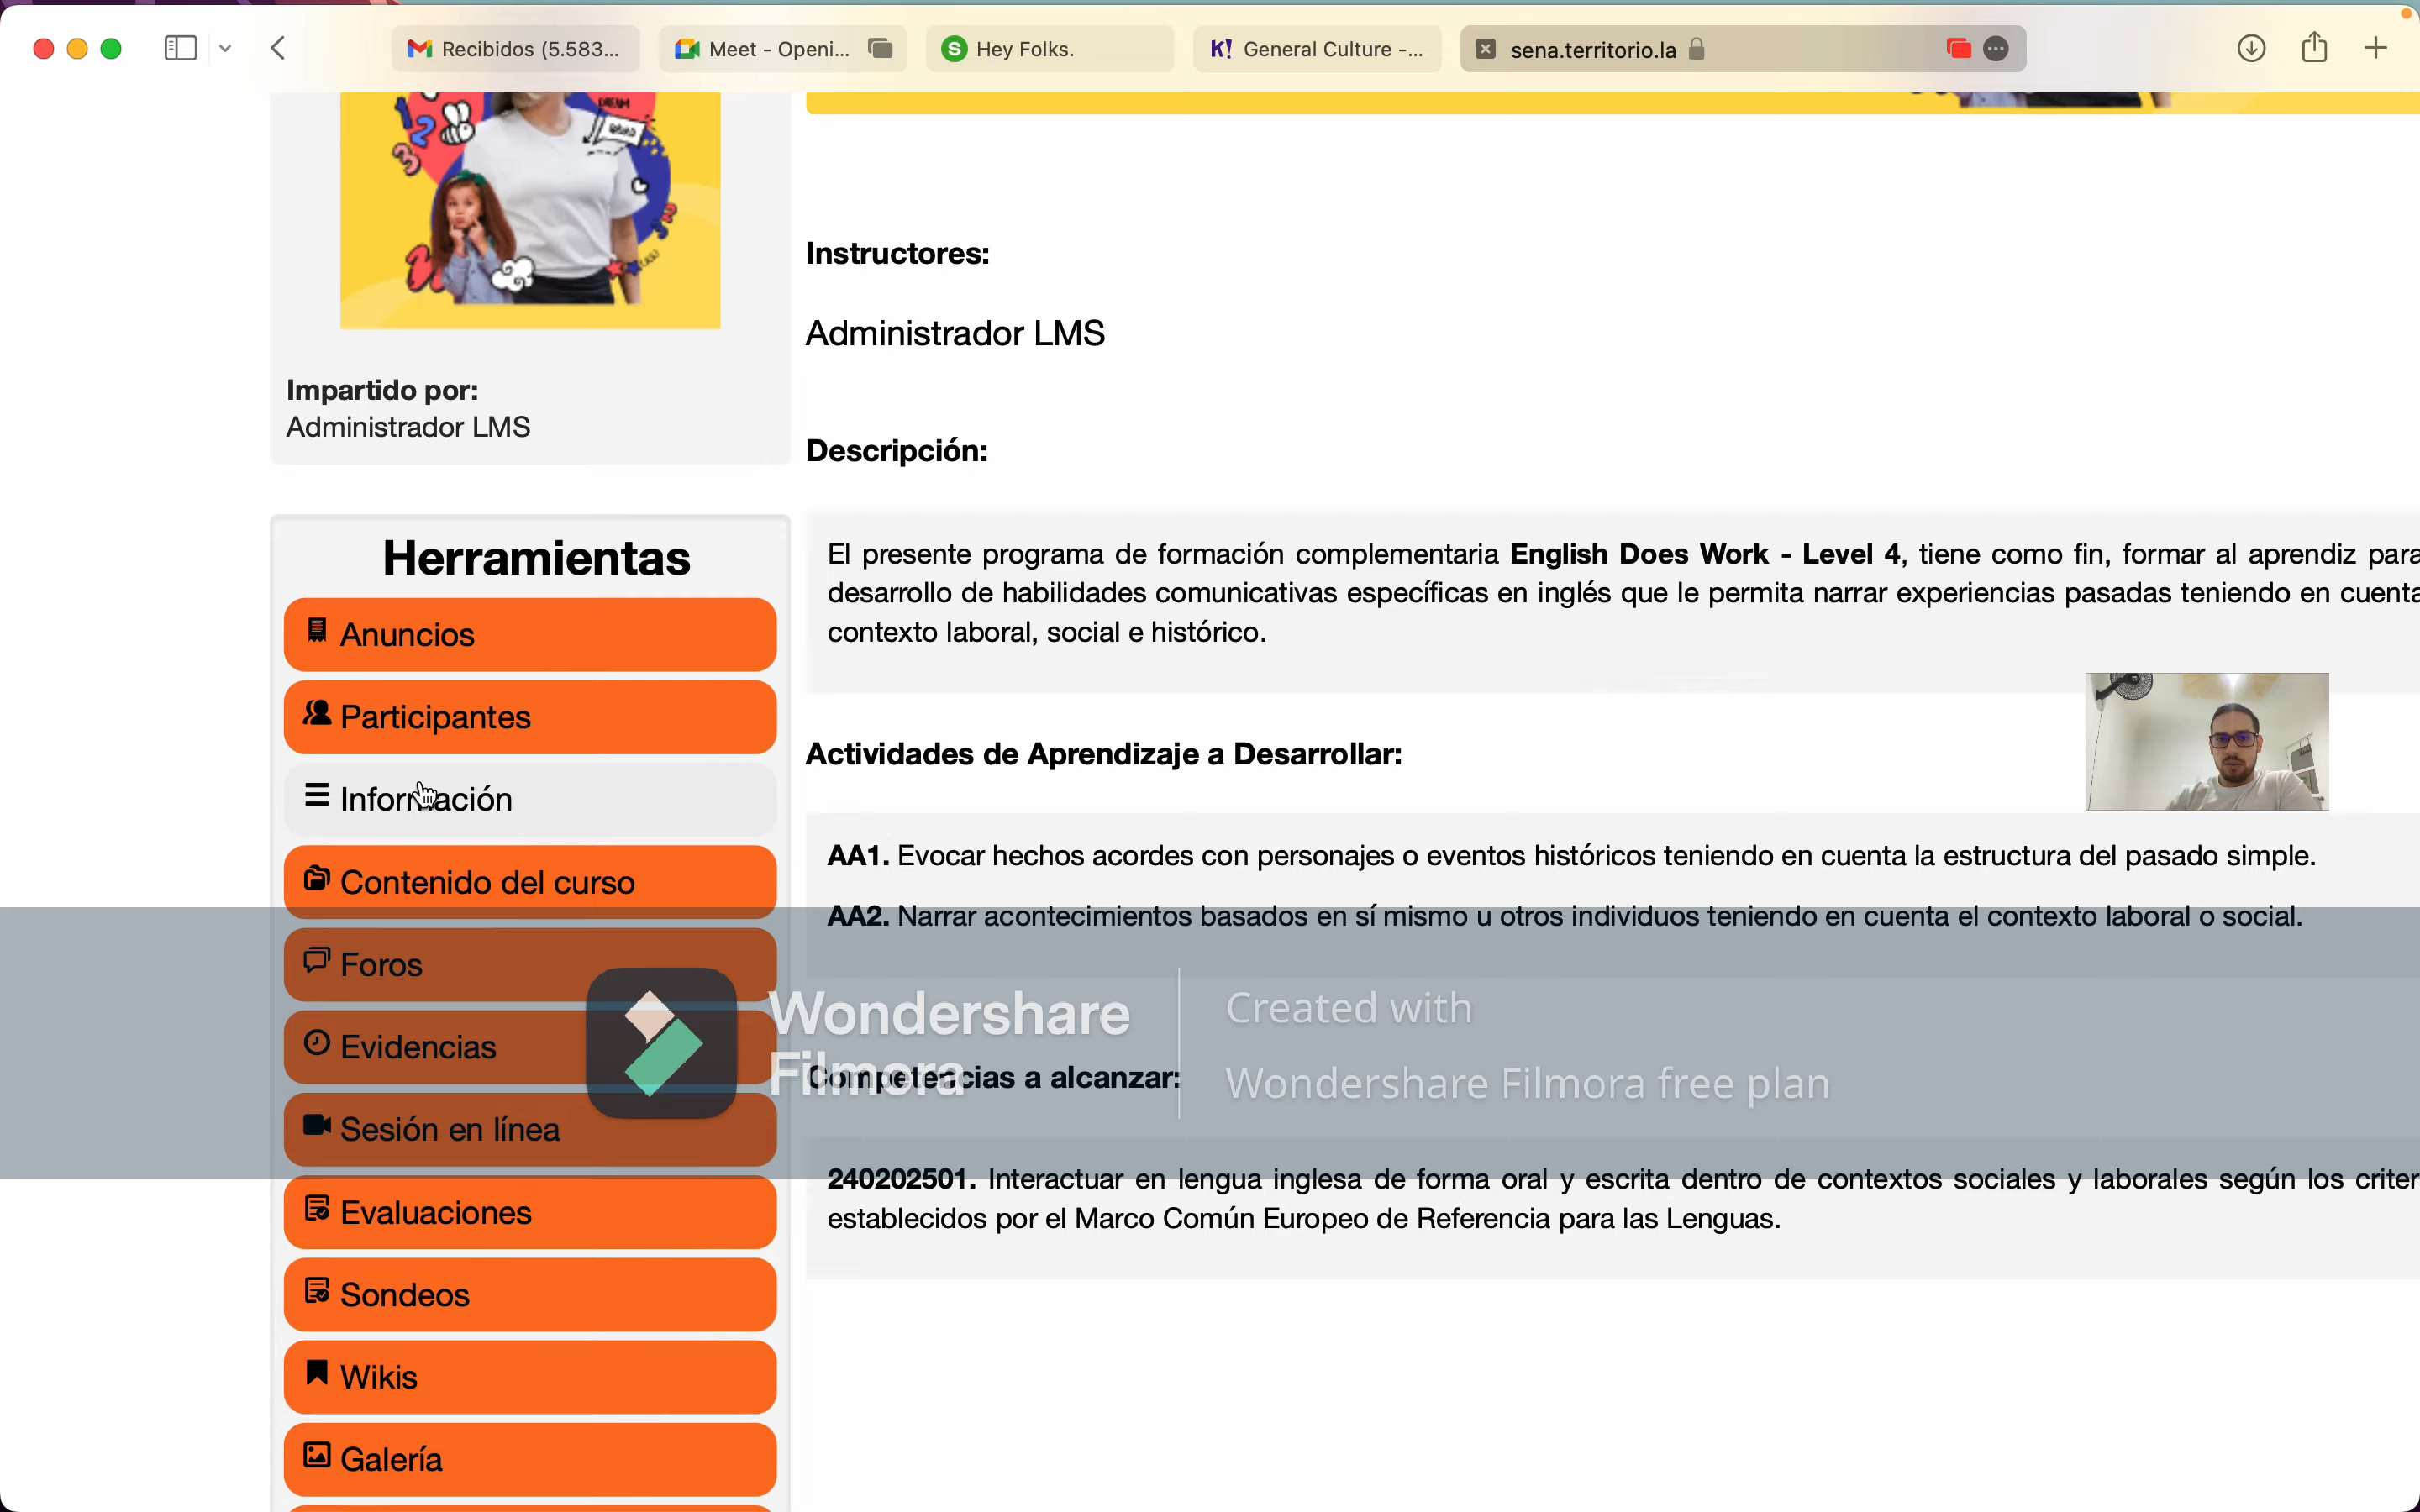 Recibidos (5.583...
Meet - Openi...
S Hey Folks.
K! General Culture -...
sena.territorio.la
1
2
3
DREAM
Impartido por:
Administrador LMS
Instructores:
Administrador LMS
Descripción:
El presente programa de formación complementaria English Does Work - Level 4, tiene como fin, formar al aprendiz para
desarrollo de habilidades comunicativas específicas en inglés que le permita narrar experiencias pasadas teniendo en cuenta
contexto laboral, social e histórico.
Herramientas
Anuncios
Participantes
Información
Contenido del curso
Foros
Evidencias
Sesión en línea
Evaluaciones
Sondeos
Wikis
Galería
Actividades de Aprendizaje a Desarrollar:
AA1. Evocar hechos acordes con personajes o eventos históricos teniendo en cuenta la estructura del pasado simple.
AA2. Narrar acontecimientos basados en sí mismo u otros individuos teniendo en cuenta el contexto laboral o social.
Wondershare
Filmora
Created with
Wondershare Filmora free plan
Competencias a alcanzar:
240202501. Interactuar en lengua inglesa de forma oral y escrita dentro de contextos sociales y laborales según los criter
establecidos por el Marco Común Europeo de Referencia para las Lenguas.